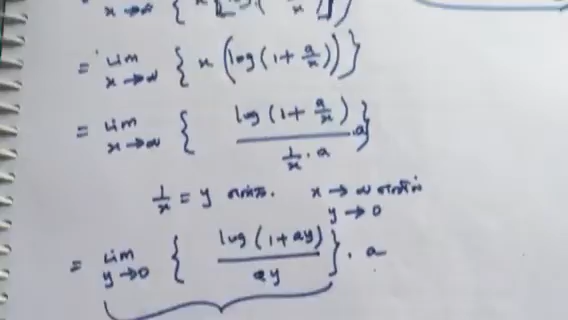 = lim x→∞ { x (log(1 + a/x)) }
= lim x→∞ { log(1 + a/x) / (1/x · a) · a }
1/x = y x → ∞
y → 0
= lim y→0 { log(1 + ay) / ay } · a